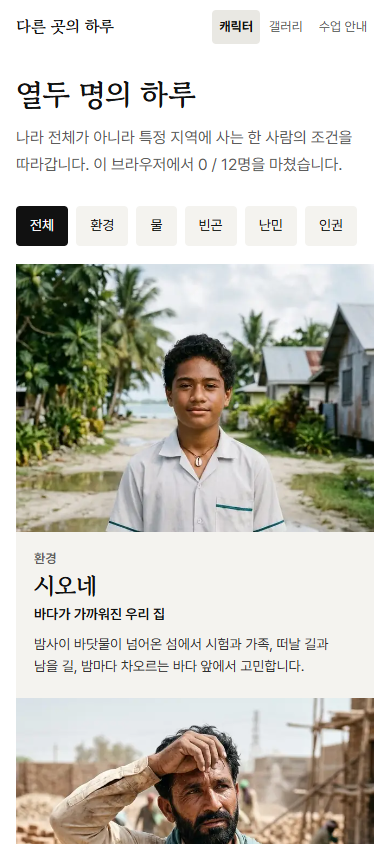 다른 곳의 하루
캐릭터 갤러리 수업 안내
열두 명의 하루
나라 전체가 아니라 특정 지역에 사는 한 사람의 조건을
따라갑니다. 이 브라우저에서 0 / 12명을 마쳤습니다.
전체 환경 물 빈곤 난민 인권
환경
시오네
바다가 가까워진 우리 집
밤사이 바닷물이 넘어온 섬에서 시험과 가족, 떠날 길과
남을 길, 밤마다 차오르는 바다 앞에서 고민합니다.